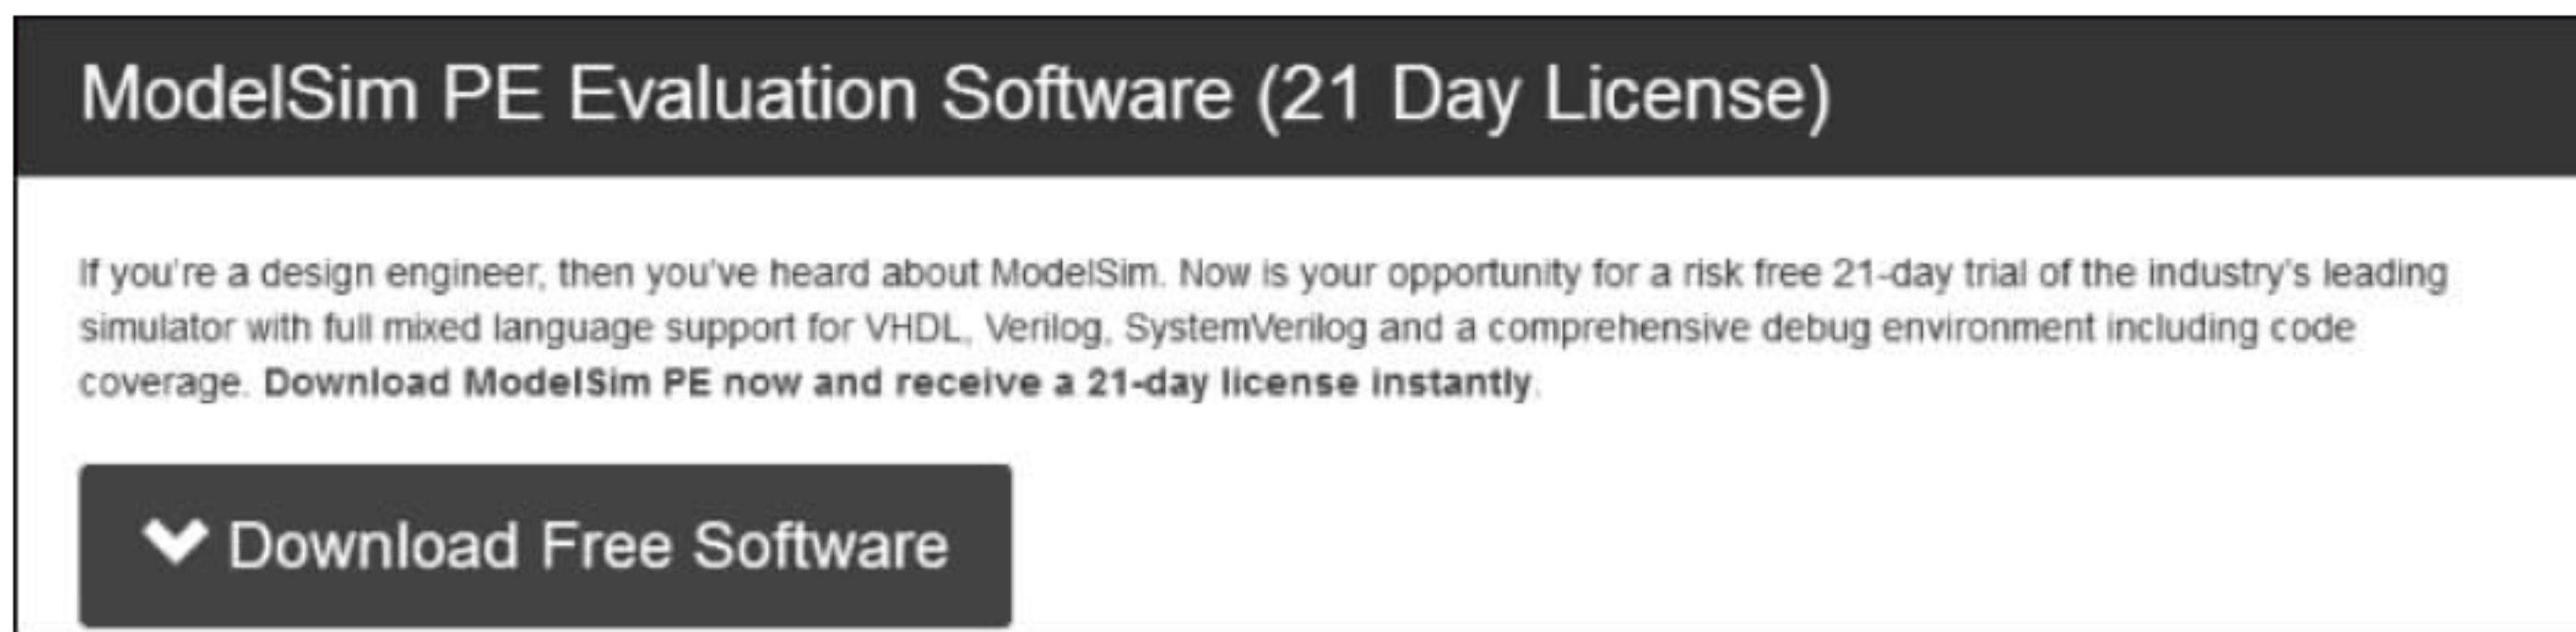 ModelSim PE Evaluation Software (21 Day License)
If you're a design engineer, then you've heard about ModelSim. Now is your opportunity for a risk free 21-day trial of the industry's leading
simulator with full mixed language support for VHDL, Verilog, SystemVerilog and a comprehensive debug environment including code
coverage. Download ModelSim PE now and receive a 21-day license instantly.
Download Free Software